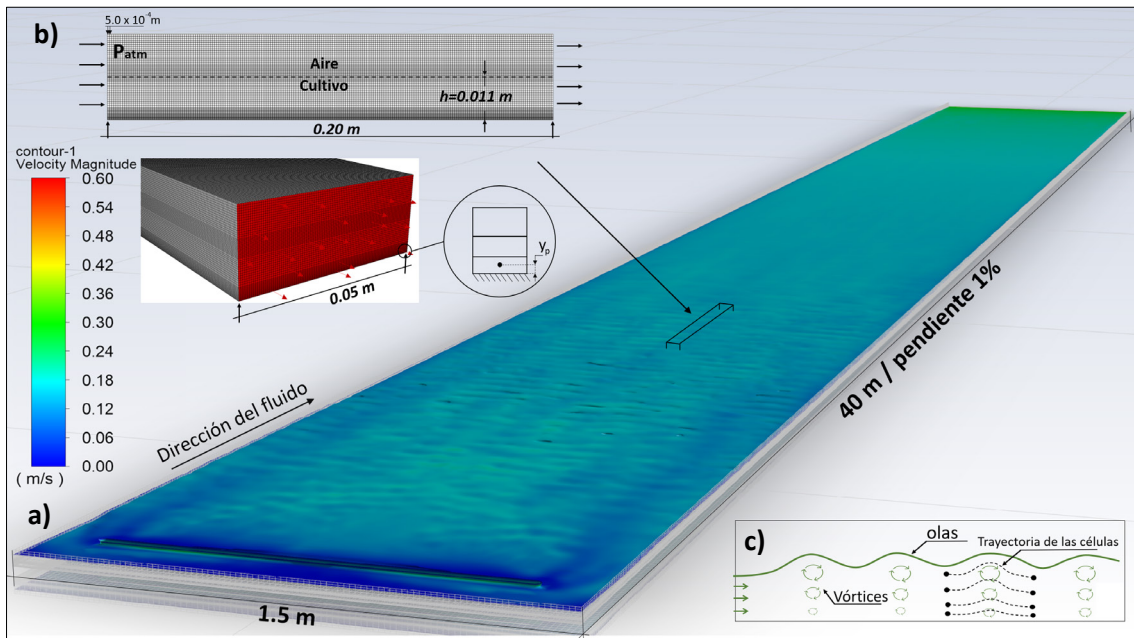 b)
5.0 x 10⁻⁴m
Patm
Aire
Cultivo
h=0.011 m
0.20 m
contour-1
Velocity Magnitude
0.60
0.54
0.48
0.42
0.36
0.30
0.24
0.18
0.12
0.06
0.00
( m/s )
0.05 m
yp
Dirección del fluido
40 m / pendiente 1%
a)
1.5 m
c)
olas
Trayectoria de las células
Vórtices